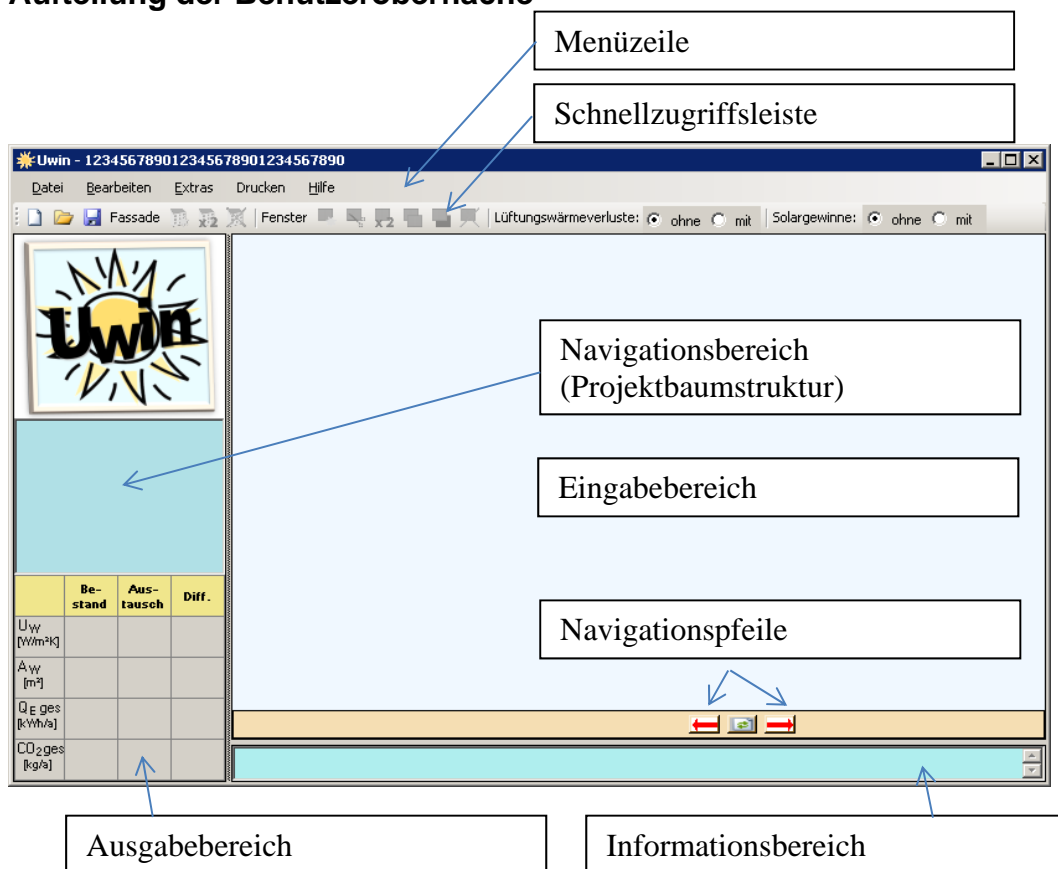 Aufteilung der Benutzeroberfläche
Menüzeile
Schnellzugriffsleiste
Uwin - 123456789012345678901234567890
Datei Bearbeiten Extras Drucken Hilfe
Fassade x2 Fenster x2 Lüftungswärmeverluste: ohne mit Solargewinne: ohne mit
Uwin
Navigationsbereich
(Projektbaumstruktur)
Eingabebereich
Be-
stand
Aus-
tausch
Diff.
Navigationspfeile
UW
[W/m²K]
AW
[m²]
QE ges
[kWh/a]
CO2ges
[kg/a]
Ausgabebereich
Informationsbereich